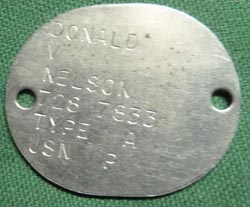 DONALD
V
NELSON
728 7833
TYPE A
USN P